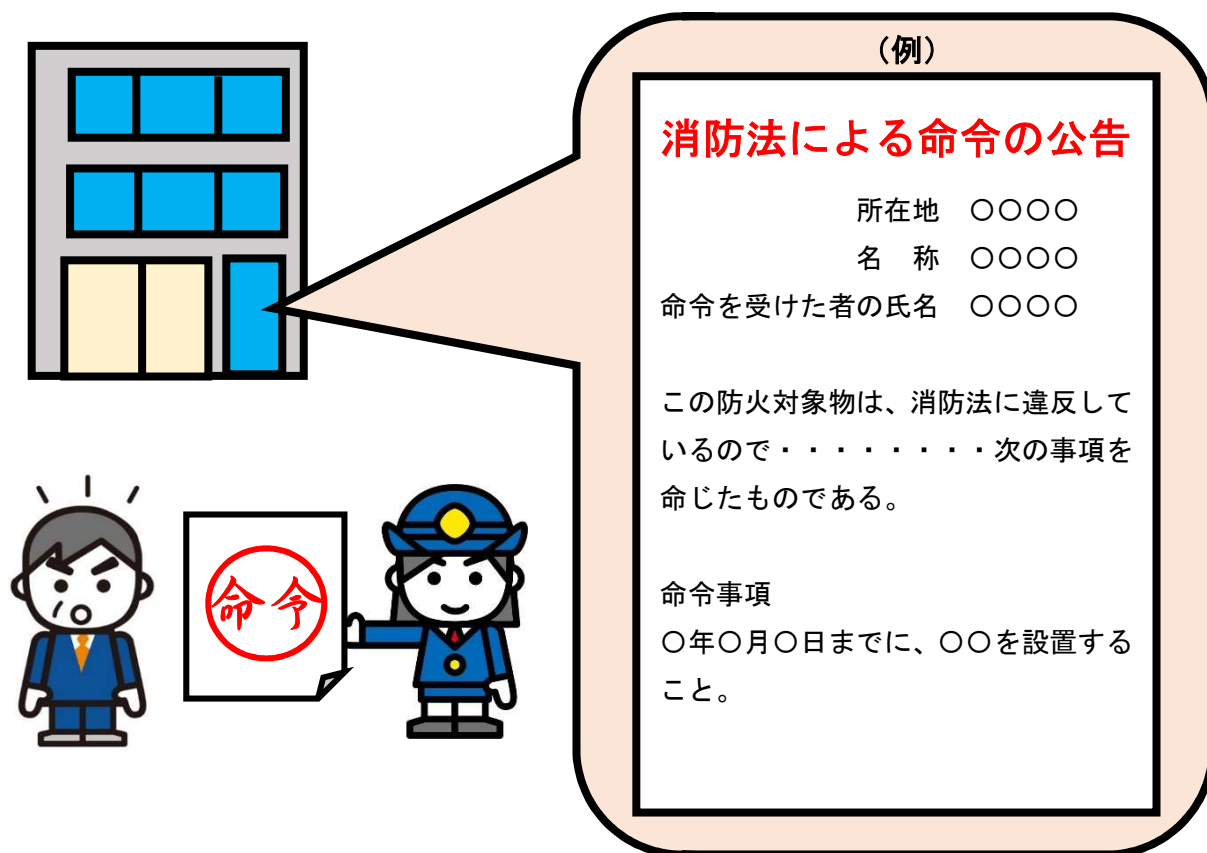 (例)
消防法による命令の公告
所在地 〇〇〇〇
名 称 〇〇〇〇
命令を受けた者の氏名 〇〇〇〇
この防火対象物は、消防法に違反して
いるので・・・・・・・・次の事項を
命じたものである。
命令事項
〇年〇月〇日までに、〇〇を設置する
こと。
命令